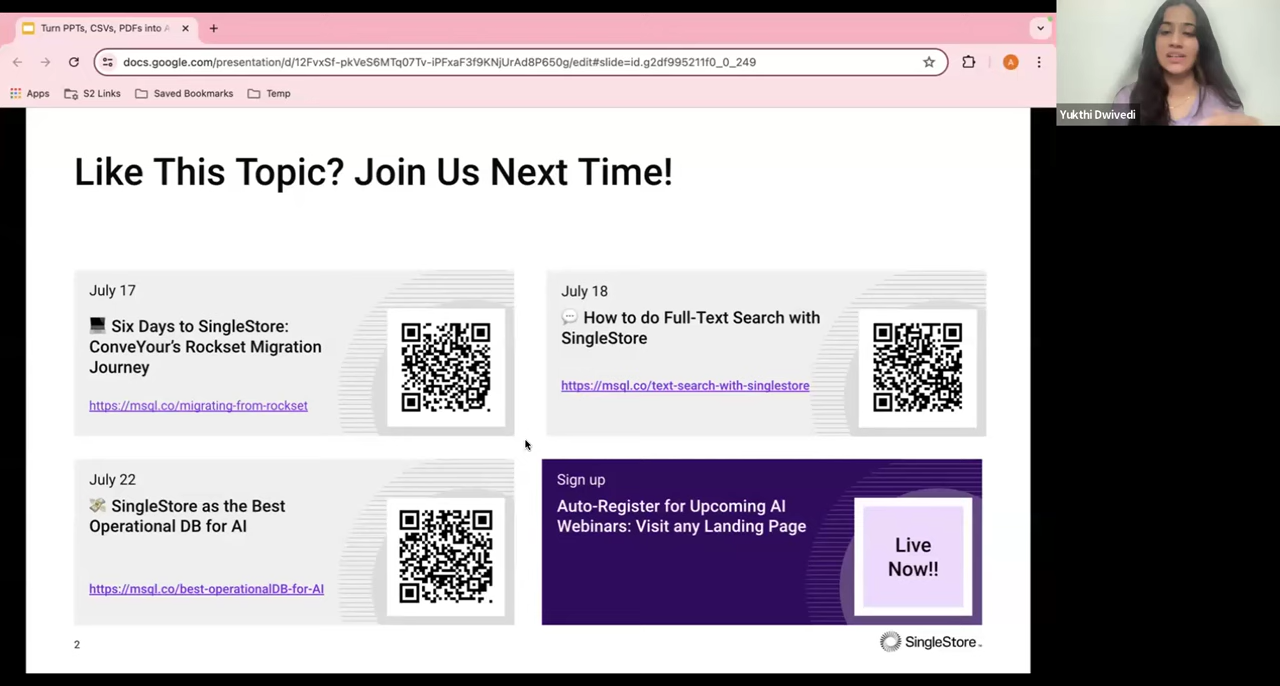 Turn PPTs, CSVs, PDFs into A
docs.google.com/presentation/d/12FvxSf-pkVeS6MTq07Tv-iPFxaF3f9KNjUrAd8P650g/edit#slide=id.g2df995211f0_0_249
A
Apps
S2 Links
Saved Bookmarks
Temp
Yukthi Dwivedi
Like This Topic? Join Us Next Time!
July 17
Six Days to SingleStore:
ConveYour's Rockset Migration
Journey
https://msql.co/migrating-from-rockset
July 18
How to do Full-Text Search with
SingleStore
https://msql.co/text-search-with-singlestore
July 22
SingleStore as the Best
Operational DB for AI
https://msql.co/best-operationalDB-for-AI
Sign up
Auto-Register for Upcoming AI
Webinars: Visit any Landing Page
Live
Now!!
2
SingleStore